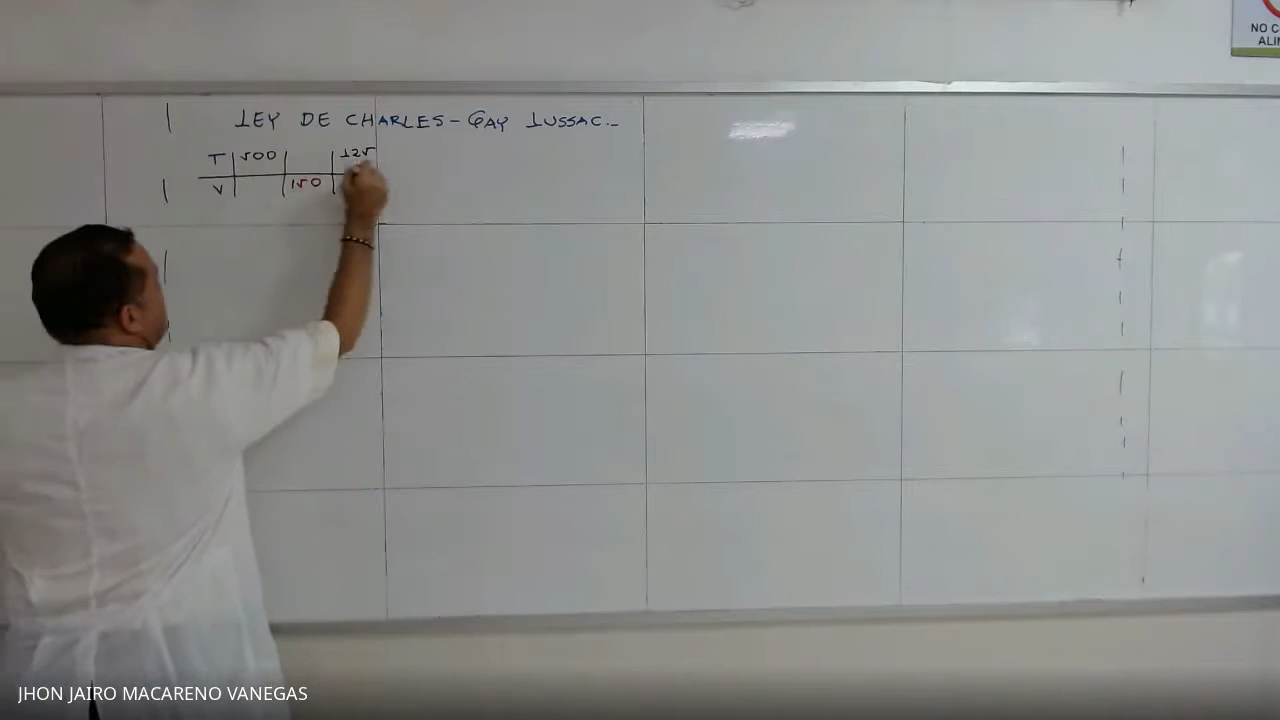 LEY DE CHARLES - GAY LUSSAC.-
T 500 125
V 150
JHON JAIRO MACARENO VANEGAS